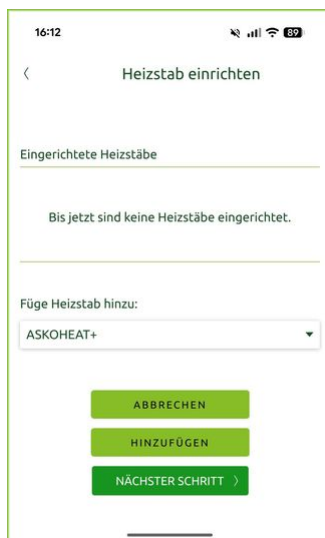 16:12
89
Heizstab einrichten
Eingerichtete Heizstäbe
Bis jetzt sind keine Heizstäbe eingerichtet.
Füge Heizstab hinzu:
ASKOHEAT+
ABBRECHEN
HINZUFÜGEN
NÄCHSTER SCHRITT